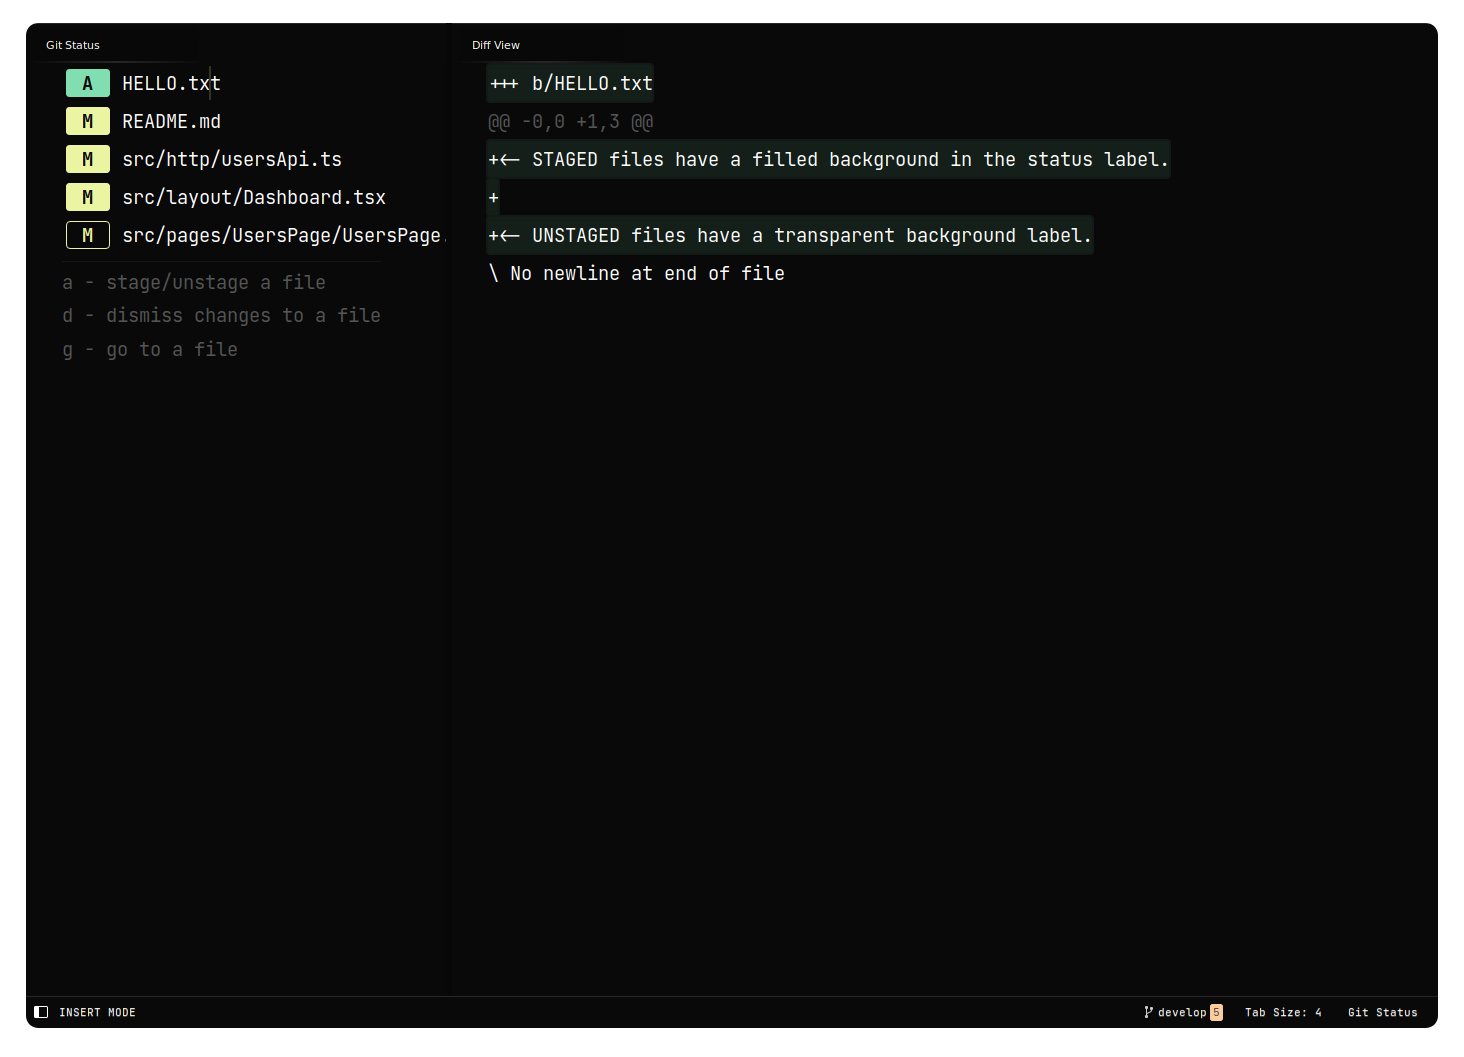 Git Status
A HELLO.txt
M README.md
M src/http/usersApi.ts
M src/layout/Dashboard.tsx
M src/pages/UsersPage/UsersPage.
a - stage/unstage a file
d - dismiss changes to a file
g - go to a file
Diff View
+++ b/HELLO.txt
@@ -0,0 +1,3 @@
+<- STAGED files have a filled background in the status label.
+
+<- UNSTAGED files have a transparent background label.
\ No newline at end of file
INSERT MODE
develop 5 Tab Size: 4 Git Status